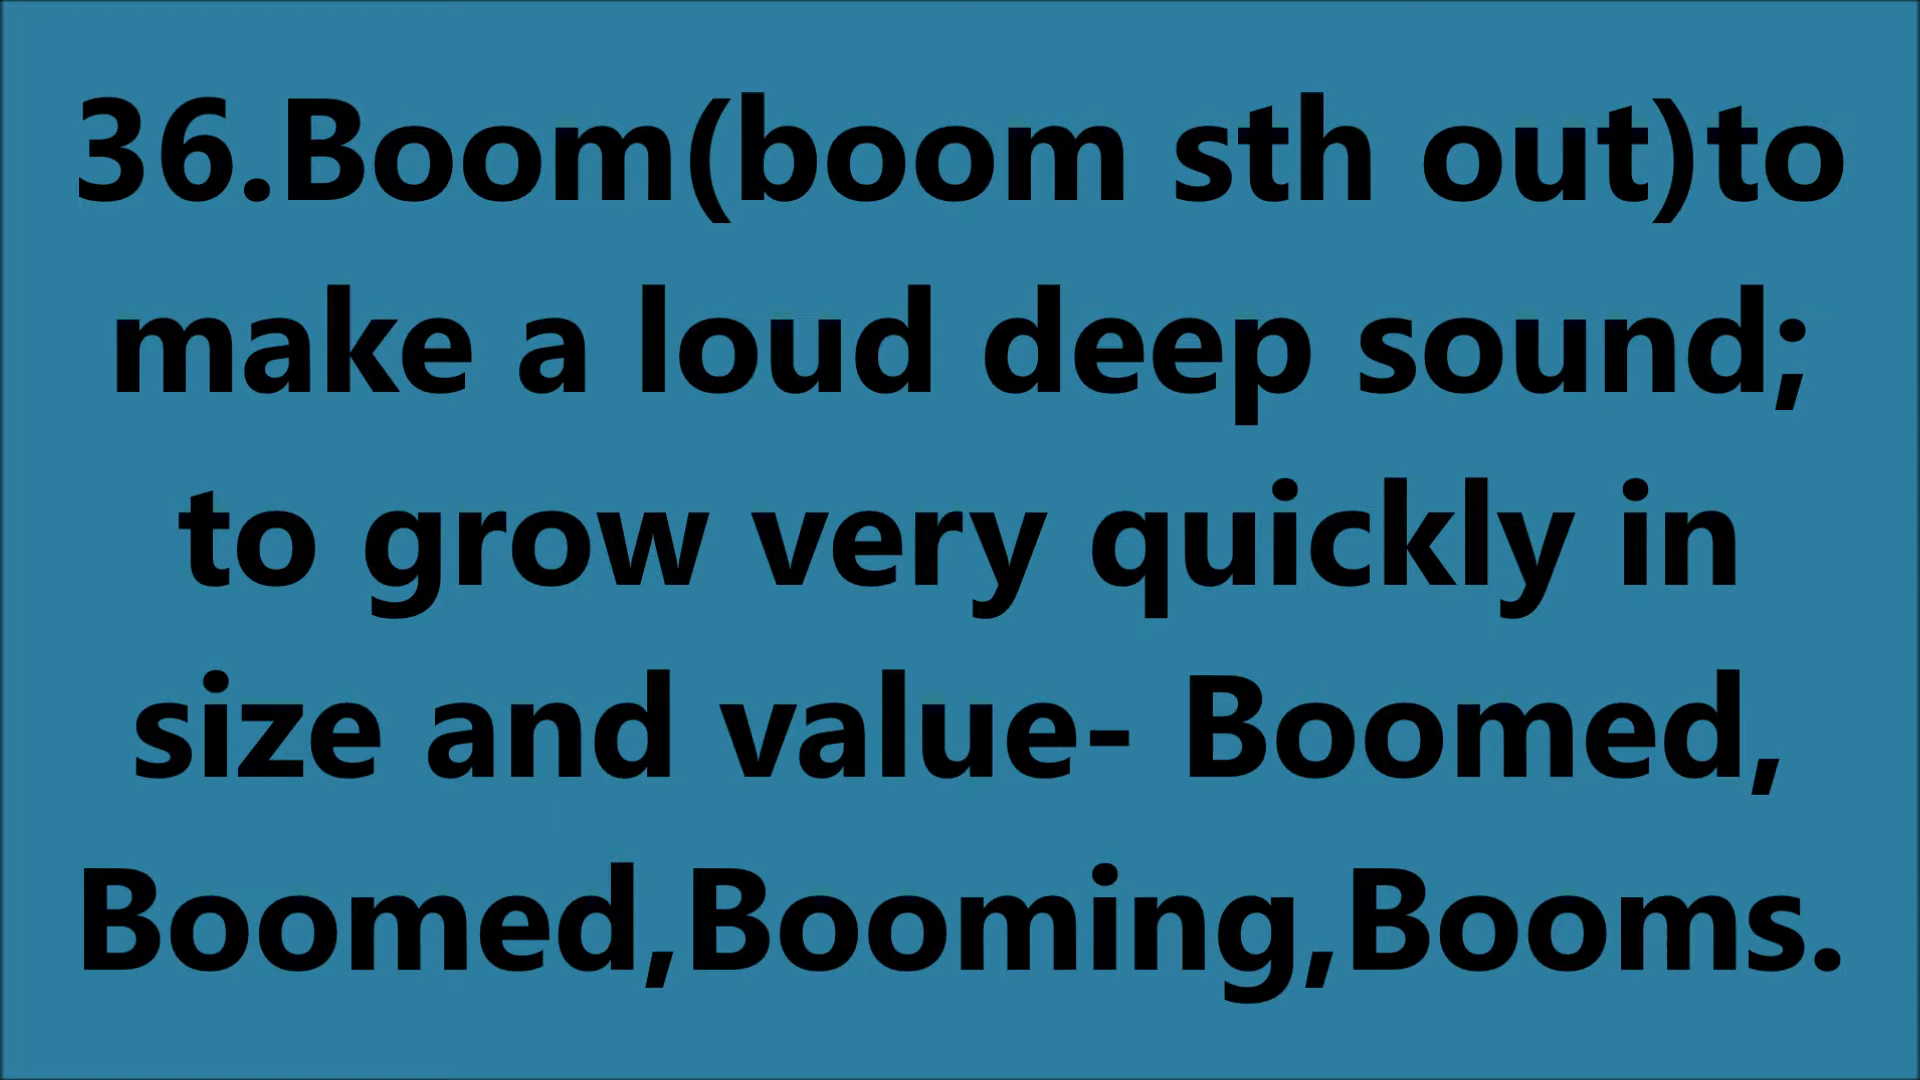 36.Boom(boom sth out)to
make a loud deep sound;
to grow very quickly in
size and value- Boomed,
Boomed,Booming,Booms.